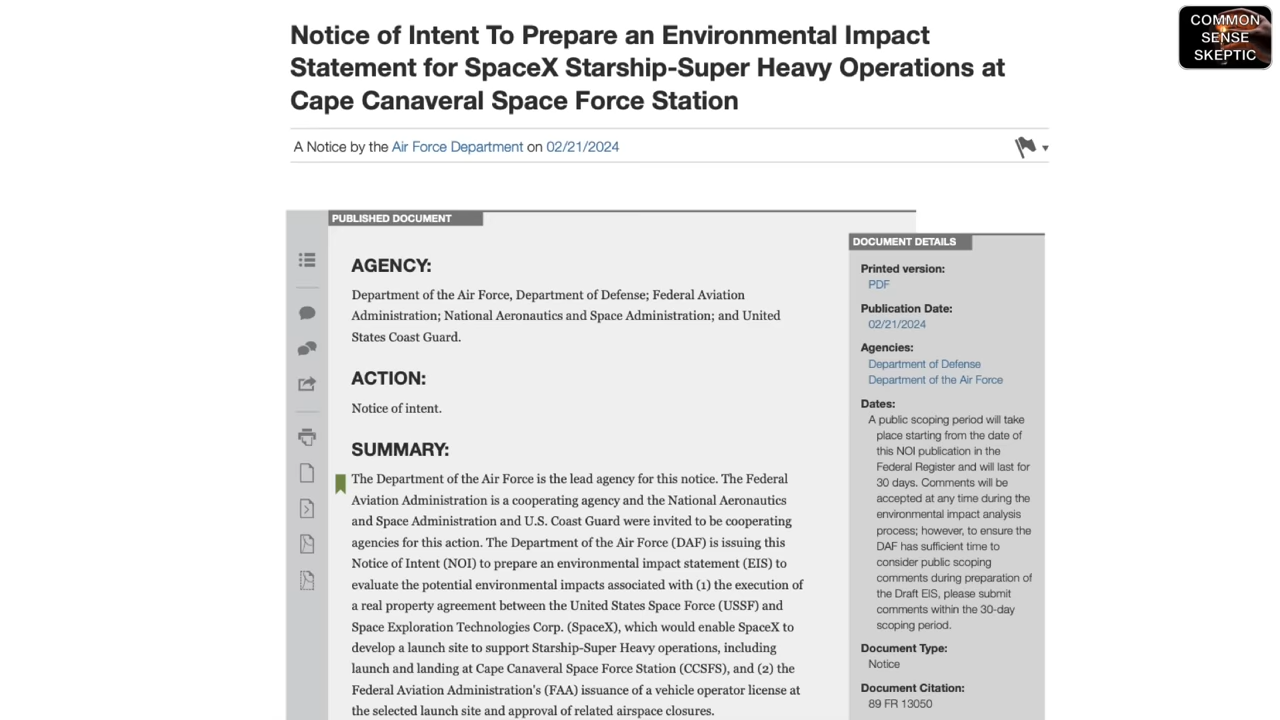 Notice of Intent To Prepare an Environmental Impact
Statement for SpaceX Starship-Super Heavy Operations at
Cape Canaveral Space Force Station
COMMON
SENSE
SKEPTIC
A Notice by the Air Force Department on 02/21/2024
PUBLISHED DOCUMENT
AGENCY:
Department of the Air Force, Department of Defense; Federal Aviation
Administration; National Aeronautics and Space Administration; and United
States Coast Guard.
ACTION:
Notice of intent.
SUMMARY:
The Department of the Air Force is the lead agency for this notice. The Federal
Aviation Administration is a cooperating agency and the National Aeronautics
and Space Administration and U.S. Coast Guard were invited to be cooperating
agencies for this action. The Department of the Air Force (DAF) is issuing this
Notice of Intent (NOI) to prepare an environmental impact statement (EIS) to
evaluate the potential environmental impacts associated with (1) the execution of
a real property agreement between the United States Space Force (USSF) and
Space Exploration Technologies Corp. (SpaceX), which would enable SpaceX to
develop a launch site to support Starship-Super Heavy operations, including
launch and landing at Cape Canaveral Space Force Station (CCSFS), and (2) the
Federal Aviation Administration's (FAA) issuance of a vehicle operator license at
the selected launch site and approval of related airspace closures.
DOCUMENT DETAILS
Printed version:
PDF
Publication Date:
02/21/2024
Agencies:
Department of Defense
Department of the Air Force
Dates:
A public scoping period will take
place starting from the date of
this NOI publication in the
Federal Register and will last for
30 days. Comments will be
accepted at any time during the
environmental impact analysis
process; however, to ensure the
DAF has sufficient time to
consider public scoping
comments during preparation of
the Draft EIS, please submit
comments within the 30-day
scoping period.
Document Type:
Notice
Document Citation:
89 FR 13050